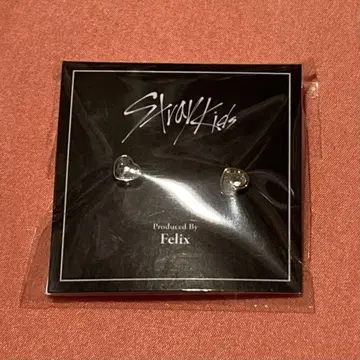 StrayKids
Produced By
Felix